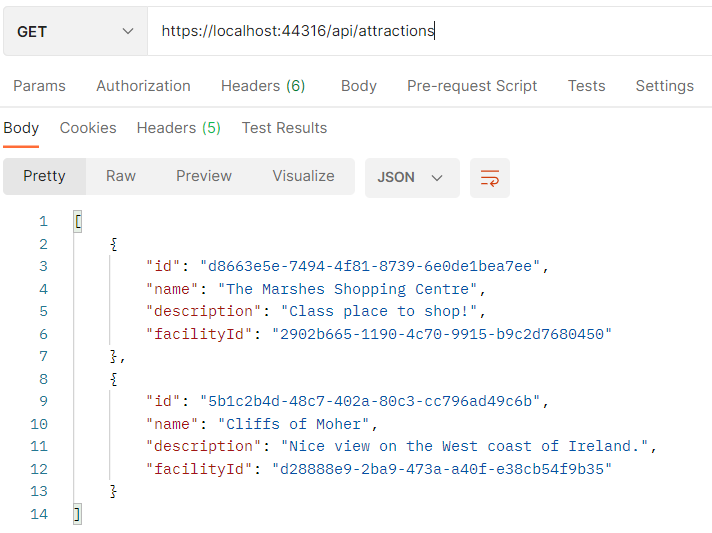 GET https://localhost:44316/api/attractions
Params Authorization Headers (6) Body Pre-request Script Tests Settings
Body Cookies Headers (5) Test Results
Pretty Raw Preview Visualize JSON
1 [
2 {
3 "id": "d8663e5e-7494-4f81-8739-6e0de1bea7ee",
4 "name": "The Marshes Shopping Centre",
5 "description": "Class place to shop!",
6 "facilityId": "2902b665-1190-4c70-9915-b9c2d7680450"
7 },
8 {
9 "id": "5b1c2b4d-48c7-402a-80c3-cc796ad49c6b",
10 "name": "Cliffs of Moher",
11 "description": "Nice view on the West coast of Ireland.",
12 "facilityId": "d28888e9-2ba9-473a-a40f-e38cb54f9b35"
13 }
14 ]